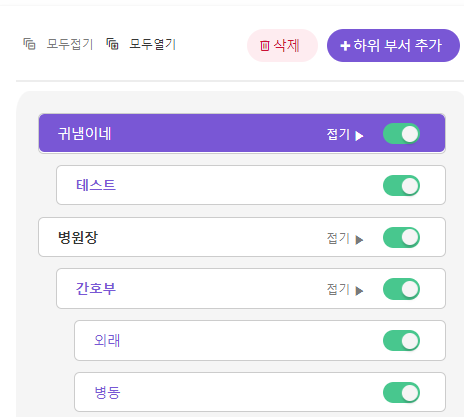 모두접기 모두열기 삭제 +하위 부서 추가
귀냄이네 접기 ▶
테스트
병원장 접기 ▶
간호부 접기 ▶
외래
병동